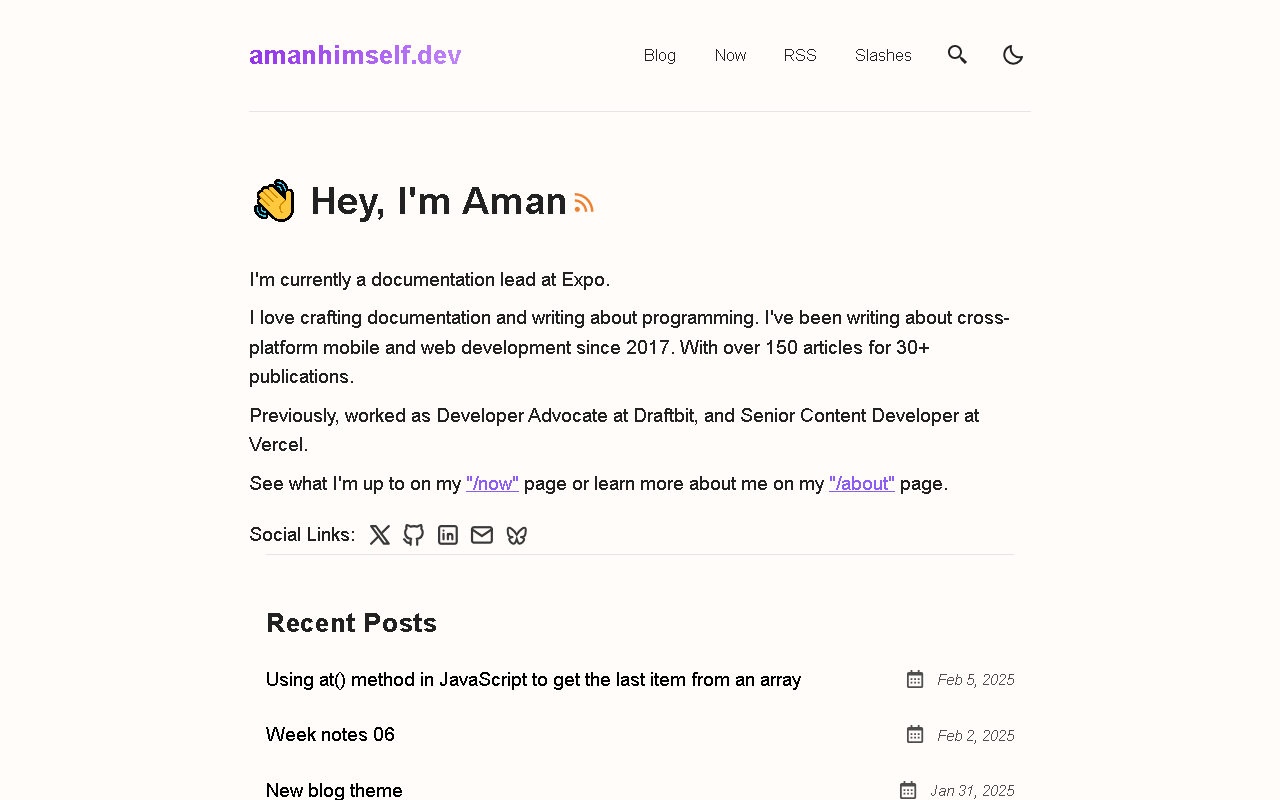 amanhimself.dev
Blog Now RSS Slashes
Hey, I'm Aman
I'm currently a documentation lead at Expo.
I love crafting documentation and writing about programming. I've been writing about cross-
platform mobile and web development since 2017. With over 150 articles for 30+
publications.
Previously, worked as Developer Advocate at Draftbit, and Senior Content Developer at
Vercel.
See what I'm up to on my "/now" page or learn more about me on my "/about" page.
Social Links:
Recent Posts
Using at() method in JavaScript to get the last item from an array Feb 5, 2025
Week notes 06 Feb 2, 2025
New blog theme Jan 31, 2025